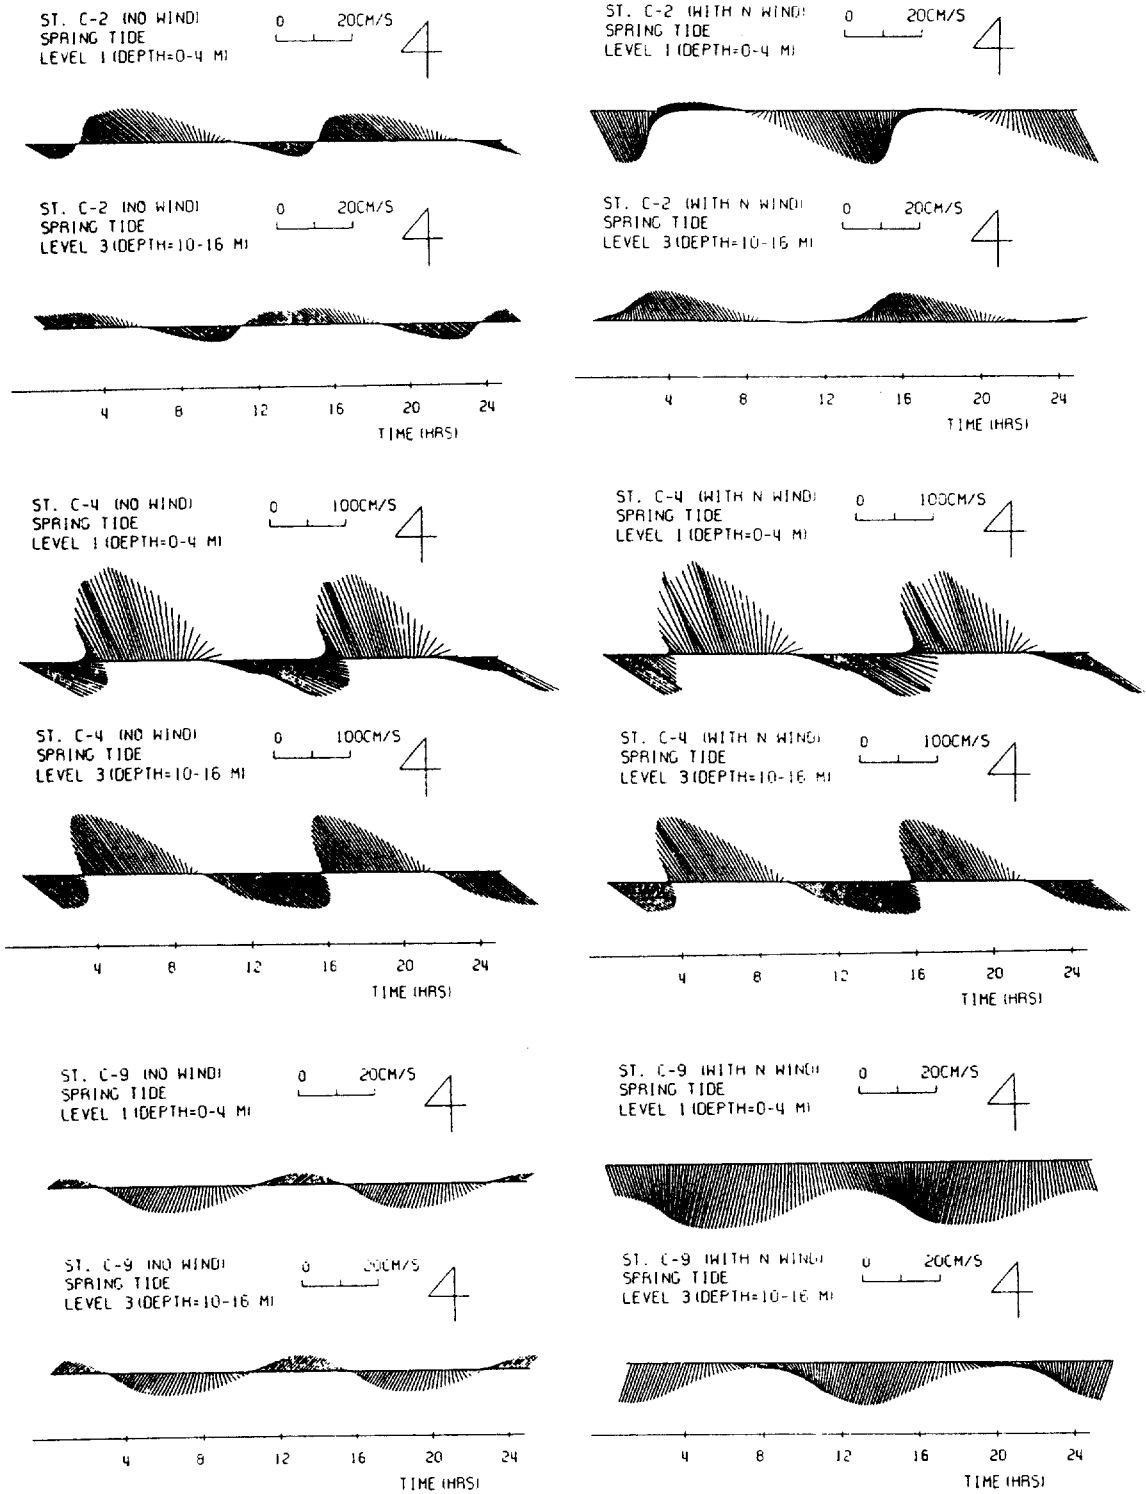 ST. C-2 (NO WIND)
SPRING TIDE
LEVEL 1 (DEPTH=0-4 M)
0 20CM/S
ST. C-2 (WITH N WIND)
SPRING TIDE
LEVEL 1 (DEPTH=0-4 M)
0 20CM/S
ST. C-2 (NO WIND)
SPRING TIDE
LEVEL 3 (DEPTH=10-16 M)
0 20CM/S
ST. C-2 (WITH N WIND)
SPRING TIDE
LEVEL 3 (DEPTH=10-16 M)
0 20CM/S
4 8 12 16 20 24
TIME (HRS)
4 8 12 16 20 24
TIME (HRS)
ST. C-4 (NO WIND)
SPRING TIDE
LEVEL 1 (DEPTH=0-4 M)
0 100CM/S
ST. C-4 (WITH N WIND)
SPRING TIDE
LEVEL 1 (DEPTH=0-4 M)
0 100CM/S
ST. C-4 (NO WIND)
SPRING TIDE
LEVEL 3 (DEPTH=10-16 M)
0 100CM/S
ST. C-4 (WITH N WIND)
SPRING TIDE
LEVEL 3 (DEPTH=10-16 M)
0 100CM/S
4 8 12 16 20 24
TIME (HRS)
4 8 12 16 20 24
TIME (HRS)
ST. C-9 (NO WIND)
SPRING TIDE
LEVEL 1 (DEPTH=0-4 M)
0 20CM/S
ST. C-9 (WITH N WIND)
SPRING TIDE
LEVEL 1 (DEPTH=0-4 M)
0 20CM/S
ST. C-9 (NO WIND)
SPRING TIDE
LEVEL 3 (DEPTH=10-16 M)
0 20CM/S
ST. C-9 (WITH N WIND)
SPRING TIDE
LEVEL 3 (DEPTH=10-16 M)
0 20CM/S
4 8 12 16 20 24
TIME (HRS)
4 8 12 16 20 24
TIME (HRS)